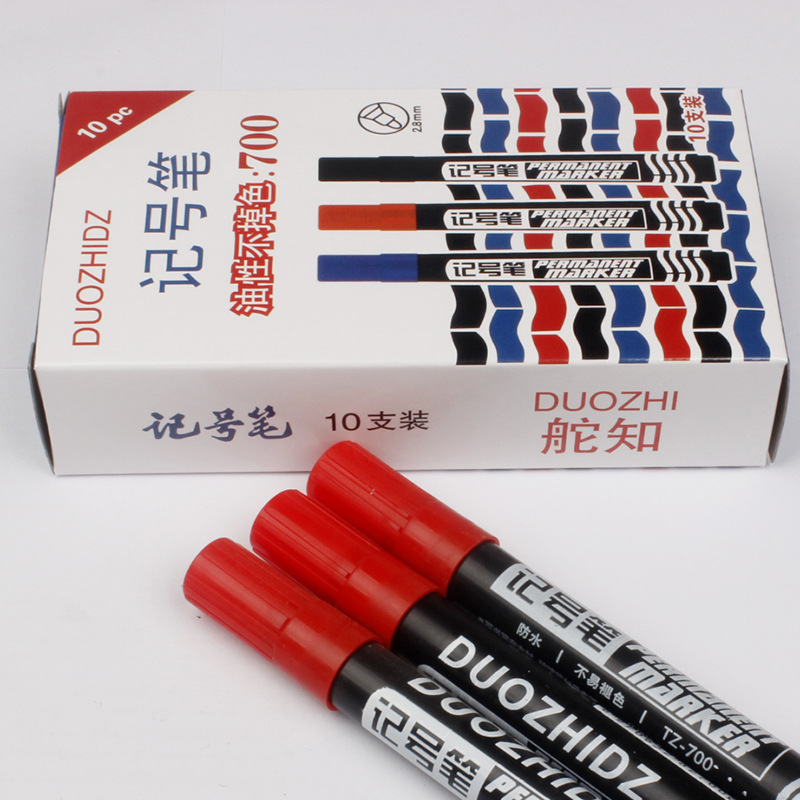 10 pc
DUOZHIDZ
记号笔
油性不掉色:700
2.8mm
10支装
记号笔 PERMANENT MARKER
记号笔 PERMANENT MARKER
记号笔 PERMANENT MARKER
记号笔 10支装
DUOZHI
舵知
记号笔 PERMANENT MARKER
防水 | 不易褪色 | TZ-700
DUOZHIDZ
DUOZHIDZ
记号笔